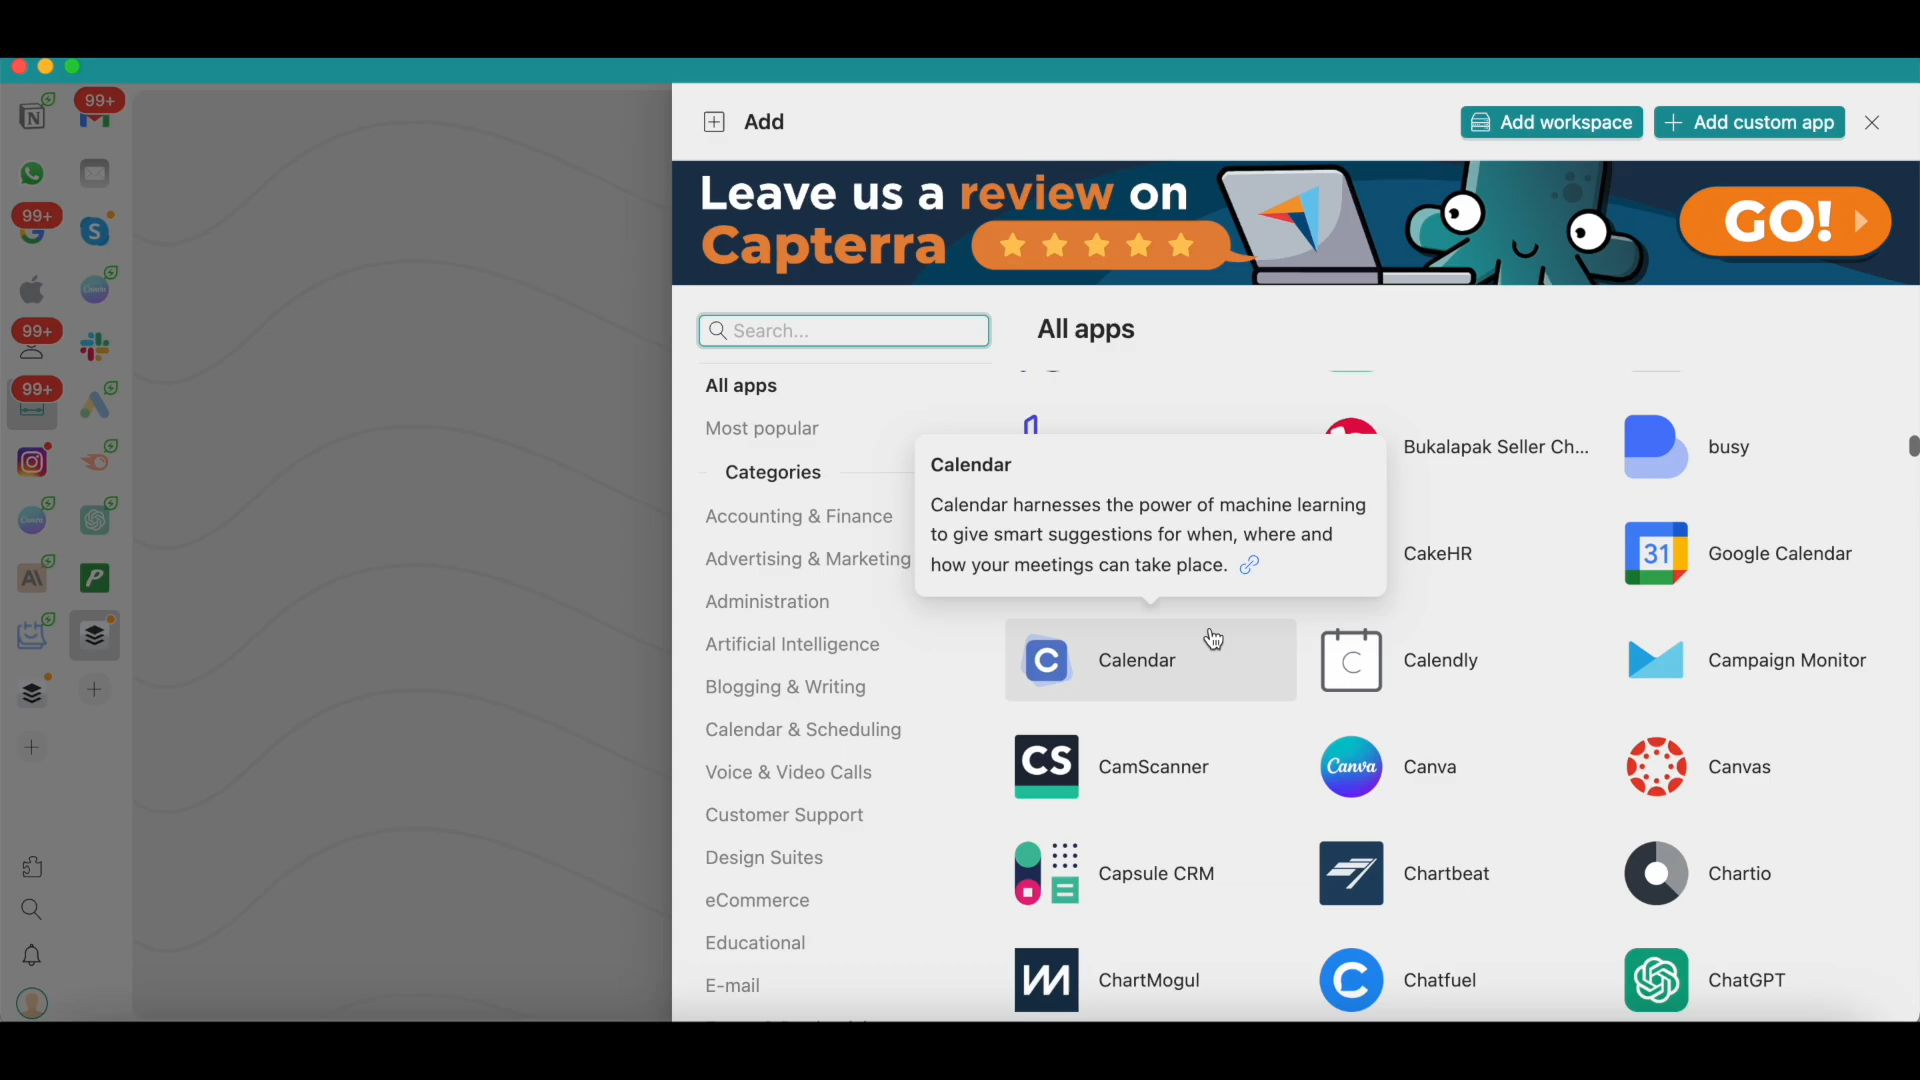 99+
99+
99+
99+
Add
Add workspace
Add custom app
Leave us a review on
Capterra
GO!
Search...
All apps
All apps
Most popular
Categories
Accounting & Finance
Advertising & Marketing
Administration
Artificial Intelligence
Blogging & Writing
Calendar & Scheduling
Voice & Video Calls
Customer Support
Design Suites
eCommerce
Educational
E-mail
Bukalapak Seller Ch...
busy
Calendar
Calendar harnesses the power of machine learning
to give smart suggestions for when, where and
how your meetings can take place.
CakeHR
31
Google Calendar
C
Calendar
C
Calendly
Campaign Monitor
CS
CamScanner
Canva
Canva
Canvas
Capsule CRM
Chartbeat
Chartio
ChartMogul
Chatfuel
ChatGPT